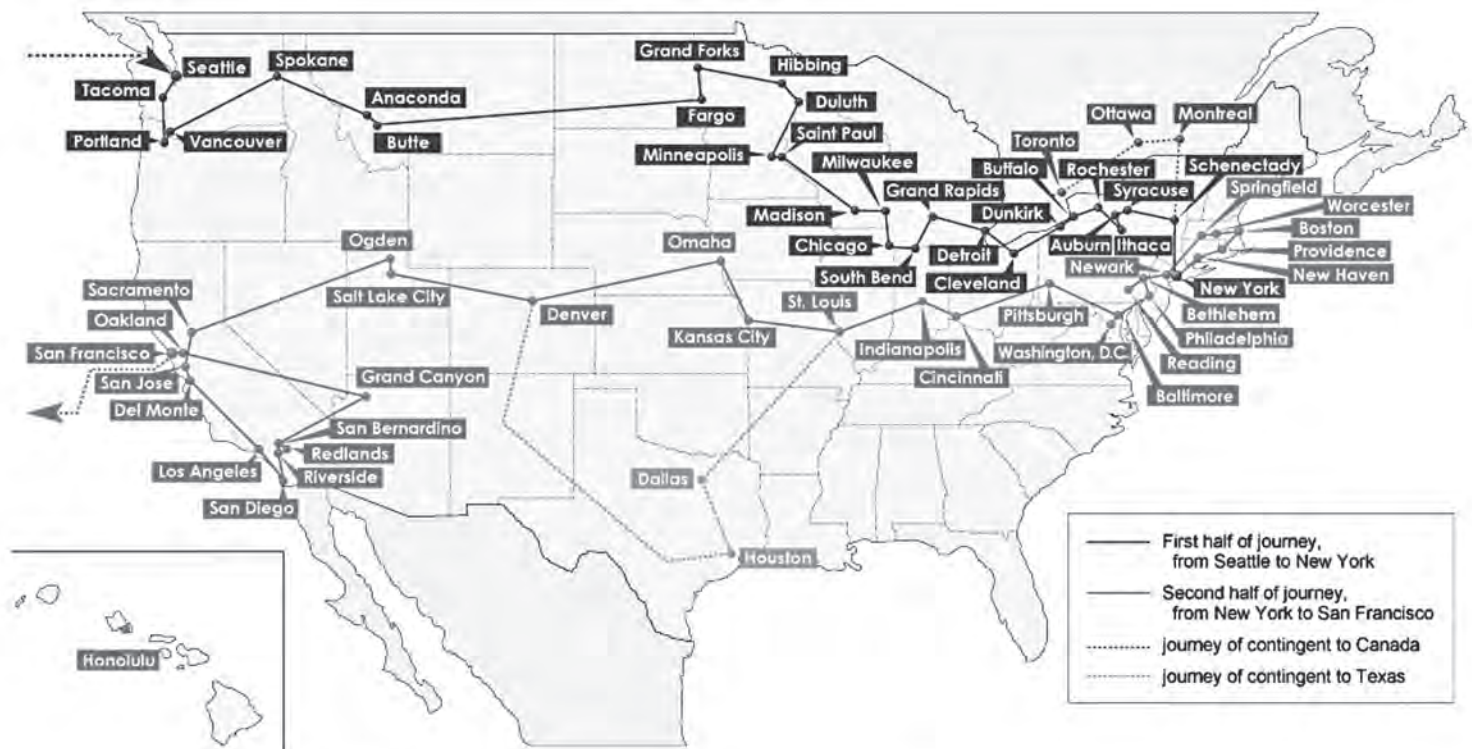 Grand Forks
Spokane
Hibbing
Seattle
Tacoma
Anaconda
Duluth
Fargo
Ottawa
Montreal
Portland
Vancouver
Butte
Saint Paul
Toronto
Minneapolis
Milwaukee
Buffalo
Rochester
Schenectady
Grand Rapids
Syracuse
Springfield
Madison
Dunkirk
Worcester
Ogden
Omaha
Chicago
Detroit
Auburn
Ithaca
Boston
South Bend
Cleveland
Newark
Providence
Salt Lake City
New Haven
Sacramento
St. Louis
New York
Oakland
Denver
Pittsburgh
Bethlehem
Kansas City
Philadelphia
San Francisco
Indianapolis
Washington, D.C.
Reading
San Jose
Grand Canyon
Cincinnati
Baltimore
Del Monte
San Bernardino
Redlands
Los Angeles
Riverside
Dallas
San Diego
Houston
Honolulu
First half of journey,
from Seattle to New York
Second half of journey,
from New York to San Francisco
journey of contingent to Canada
journey of contingent to Texas